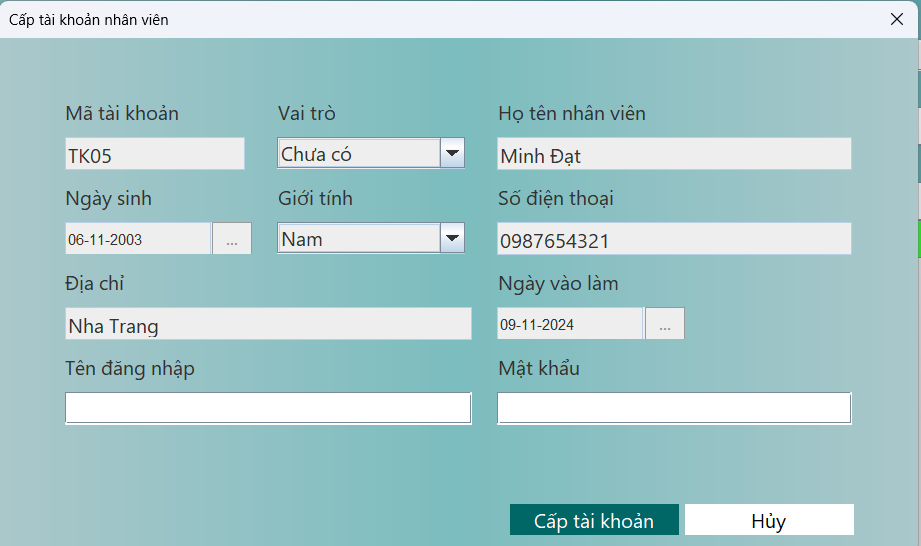 Cấp tài khoản nhân viên
Mã tài khoản Vai trò Họ tên nhân viên
TK05 Chưa có Minh Đạt
Ngày sinh Giới tính Số điện thoại
06-11-2003 ... Nam 0987654321
Địa chỉ Ngày vào làm
Nha Trang 09-11-2024 ...
Tên đăng nhập Mật khẩu
Cấp tài khoản Hủy